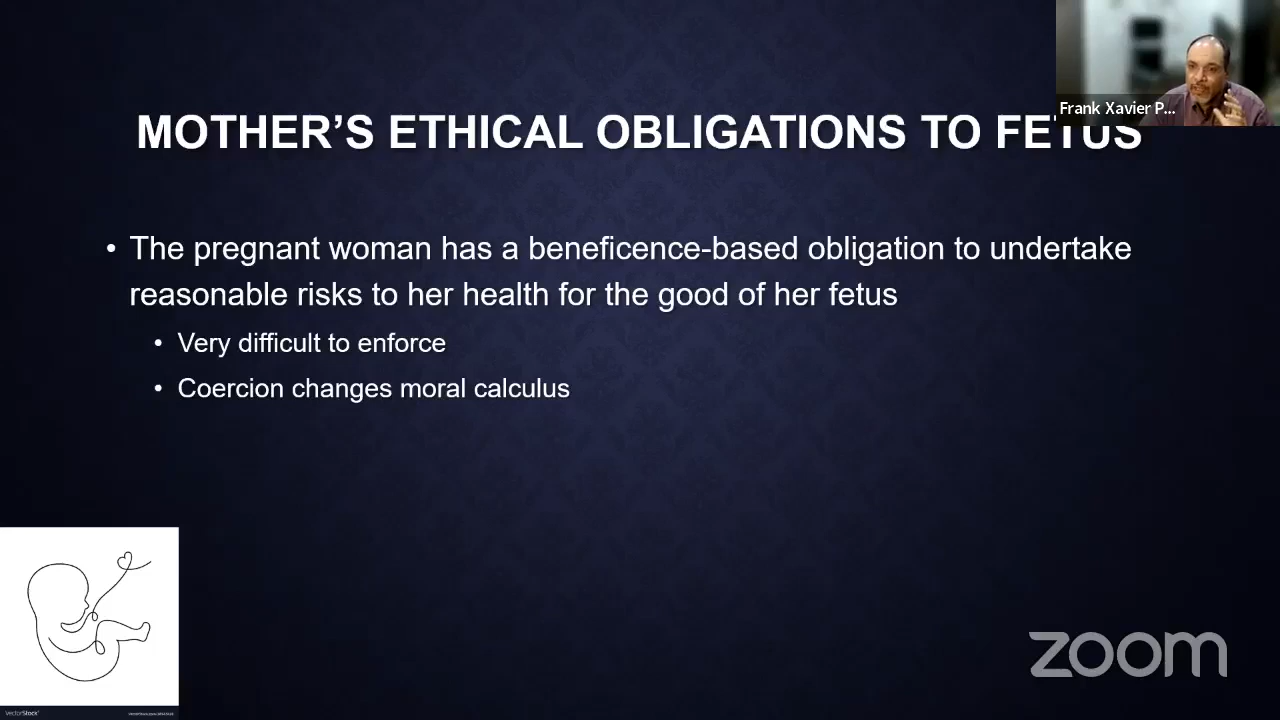 Frank Xavier P...
MOTHER'S ETHICAL OBLIGATIONS TO FETUS
• The pregnant woman has a beneficence-based obligation to undertake
reasonable risks to her health for the good of her fetus
• Very difficult to enforce
• Coercion changes moral calculus
VectorStock
zoom